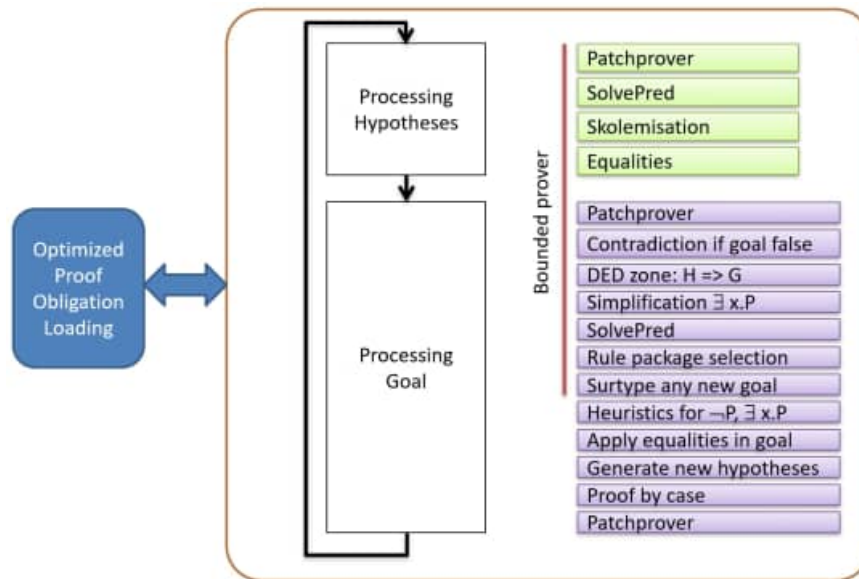 Optimized
Proof
Obligation
Loading
Processing
Hypotheses
Processing
Goal
Bounded prover
Patchprover
SolvePred
Skolemisation
Equalities
Patchprover
Contradiction if goal false
DED zone: H => G
Simplification ∃ x.P
SolvePred
Rule package selection
Surtype any new goal
Heuristics for ¬P, ∃ x.P
Apply equalities in goal
Generate new hypotheses
Proof by case
Patchprover